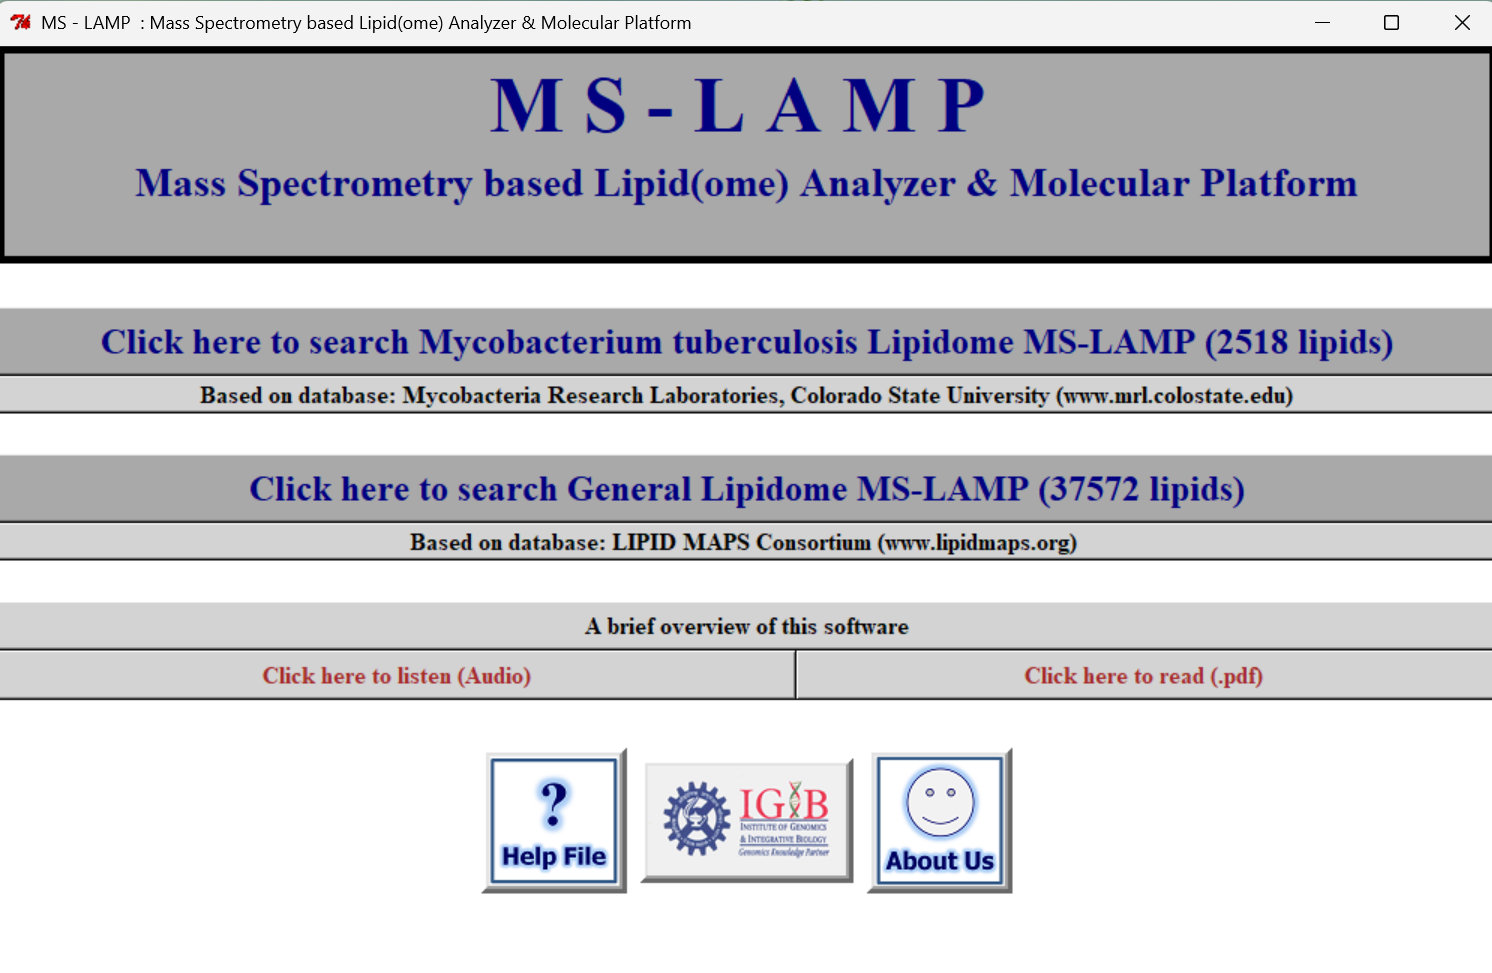 MS - LAMP  : Mass Spectrometry based Lipid(ome) Analyzer & Molecular Platform
M S - L A M P
Mass Spectrometry based Lipid(ome) Analyzer & Molecular Platform
Click here to search Mycobacterium tuberculosis Lipidome MS-LAMP (2518 lipids)
Based on database: Mycobacteria Research Laboratories, Colorado State University (www.mrl.colostate.edu)
Click here to search General Lipidome MS-LAMP (37572 lipids)
Based on database: LIPID MAPS Consortium (www.lipidmaps.org)
A brief overview of this software
Click here to listen (Audio)
Click here to read (.pdf)
?
Help File
IGIB
INSTITUTE OF GENOMICS
& INTEGRATIVE BIOLOGY
Genomics Knowledge Partner
About Us